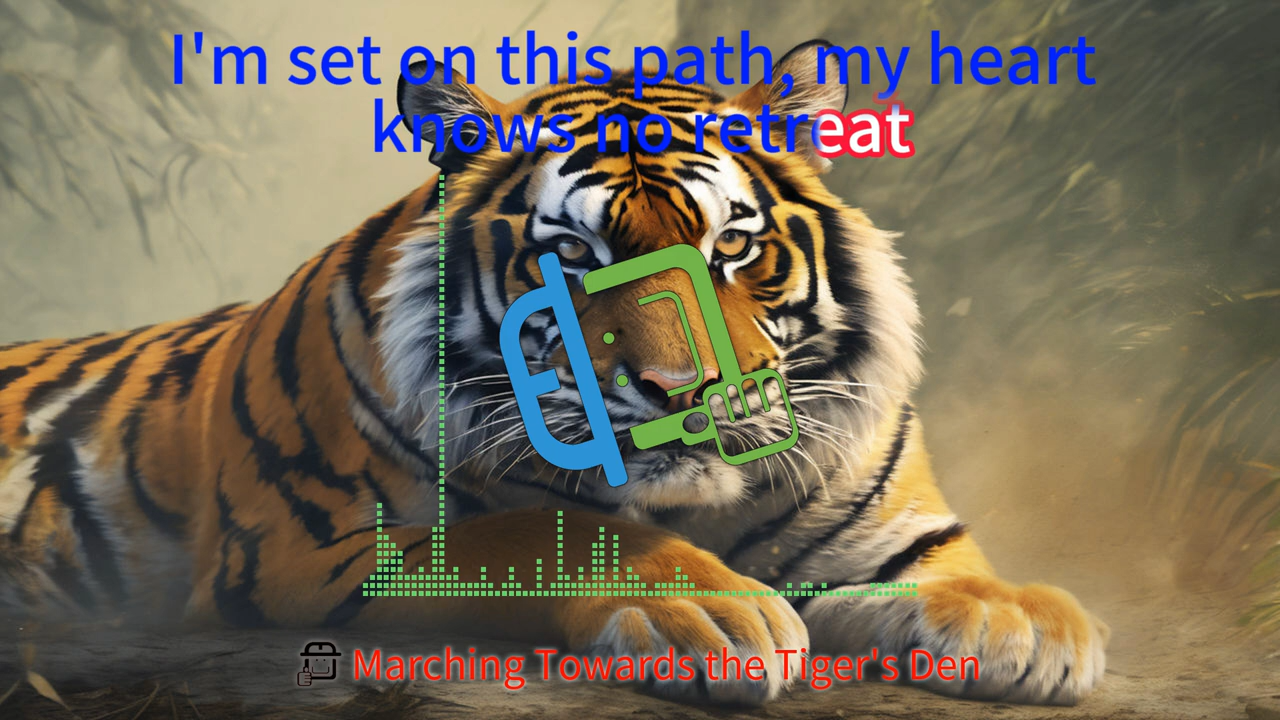 I'm set on this path, my heart
knows no retreat
Marching Towards the Tiger's Den